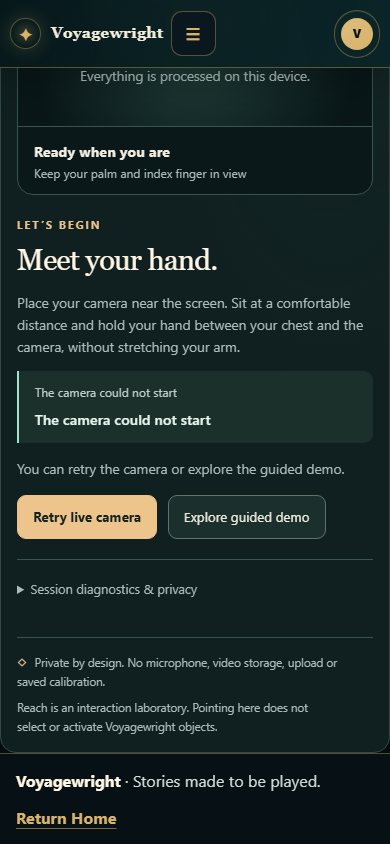 Voyagewright
V
Everything is processed on this device.
Ready when you are
Keep your palm and index finger in view
LET'S BEGIN
Meet your hand.
Place your camera near the screen. Sit at a comfortable
distance and hold your hand between your chest and the
camera, without stretching your arm.
The camera could not start
The camera could not start
You can retry the camera or explore the guided demo.
Retry live camera
Explore guided demo
Session diagnostics & privacy
Private by design. No microphone, video storage, upload or
saved calibration.
Reach is an interaction laboratory. Pointing here does not
select or activate Voyagewright objects.
Voyagewright · Stories made to be played.
Return Home